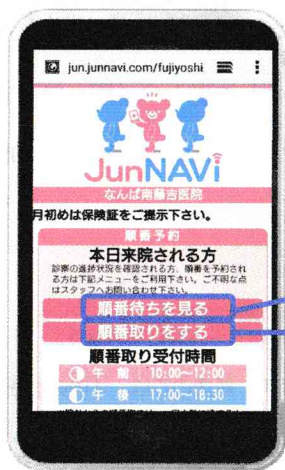 jun.junnavi.com/fujiyoshi
JunNAVi
なんば南藤吉医院
月初めは保険証をご提示下さい。
順番予約
本日来院される方
診察の進捗状況を確認される方、順番を予約され
る方は下記メニューをご利用下さい。ご不明な点
はスタッフへお問い合わせ下さい。
順番待ちを見る
順番取りをする
順番取り受付時間
午 前 10:00~12:00
午 後 17:00~18:30